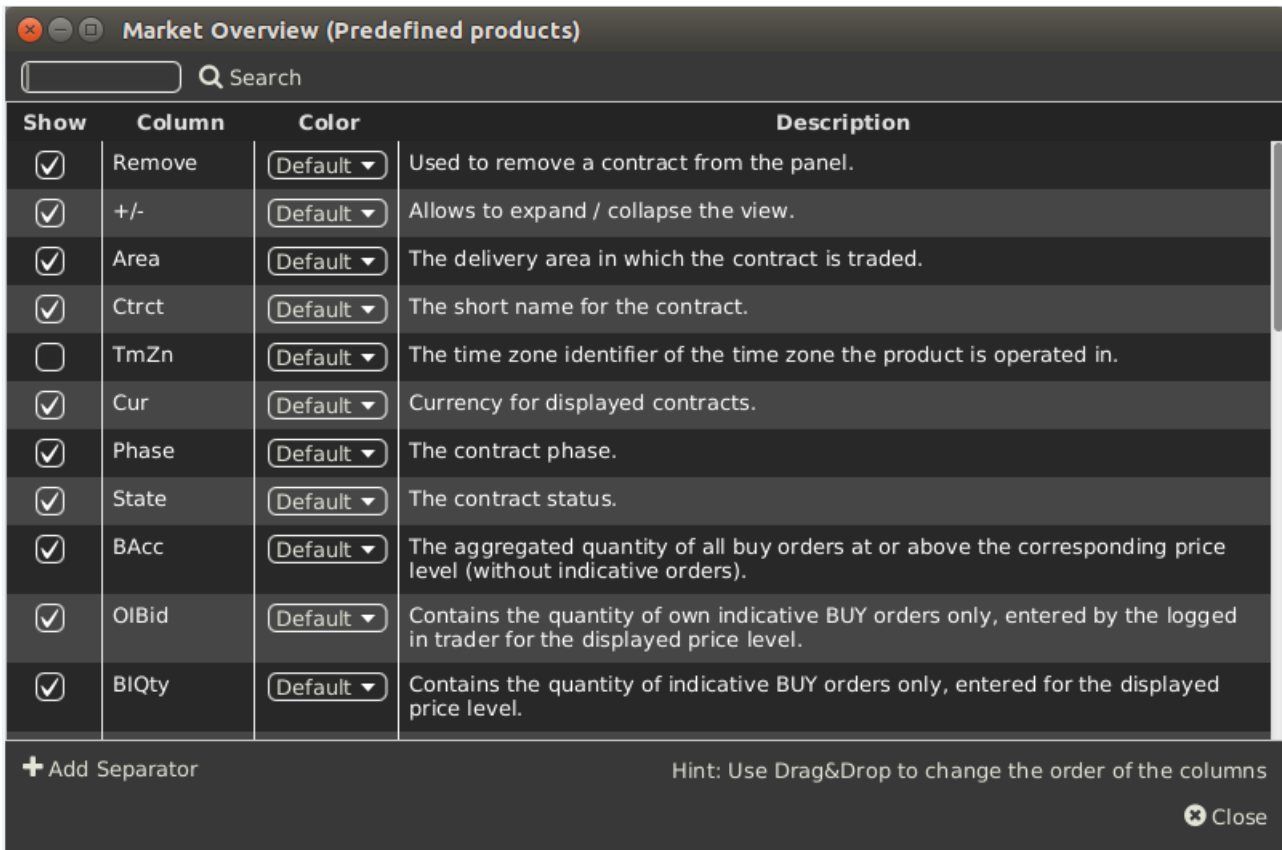 Market Overview (Predefined products)
Search
Show Column Color Description
Remove Default Used to remove a contract from the panel.
+/- Default Allows to expand / collapse the view.
Area Default The delivery area in which the contract is traded.
Ctrct Default The short name for the contract.
TmZn Default The time zone identifier of the time zone the product is operated in.
Cur Default Currency for displayed contracts.
Phase Default The contract phase.
State Default The contract status.
BAcc Default The aggregated quantity of all buy orders at or above the corresponding price
level (without indicative orders).
OIBid Default Contains the quantity of own indicative BUY orders only, entered by the logged
in trader for the displayed price level.
BIQty Default Contains the quantity of indicative BUY orders only, entered for the displayed
price level.
Add Separator Hint: Use Drag&Drop to change the order of the columns
Close